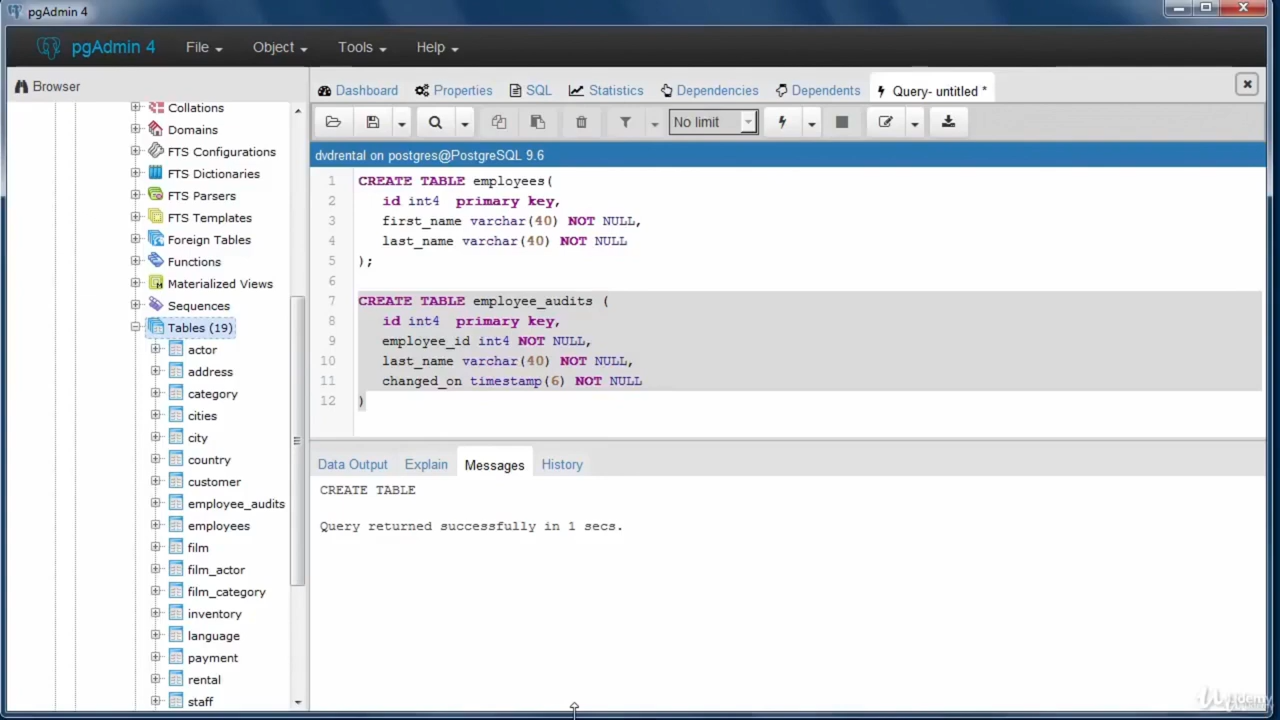 pgAdmin 4
pgAdmin 4 File Object Tools Help
Browser
Dashboard Properties SQL Statistics Dependencies Dependents Query- untitled *
No limit
dvdrental on postgres@PostgreSQL 9.6
Collations
Domains
FTS Configurations
FTS Dictionaries
FTS Parsers
FTS Templates
Foreign Tables
Functions
Materialized Views
Sequences
Tables (19)
actor
address
category
cities
city
country
customer
employee_audits
employees
film
film_actor
film_category
inventory
language
payment
rental
staff
1 CREATE TABLE employees(
2 id int4 primary key,
3 first_name varchar(40) NOT NULL,
4 last_name varchar(40) NOT NULL
5 );
6
7 CREATE TABLE employee_audits (
8 id int4 primary key,
9 employee_id int4 NOT NULL,
10 last_name varchar(40) NOT NULL,
11 changed_on timestamp(6) NOT NULL
12 )
Data Output Explain Messages History
CREATE TABLE
Query returned successfully in 1 secs.
Udemy